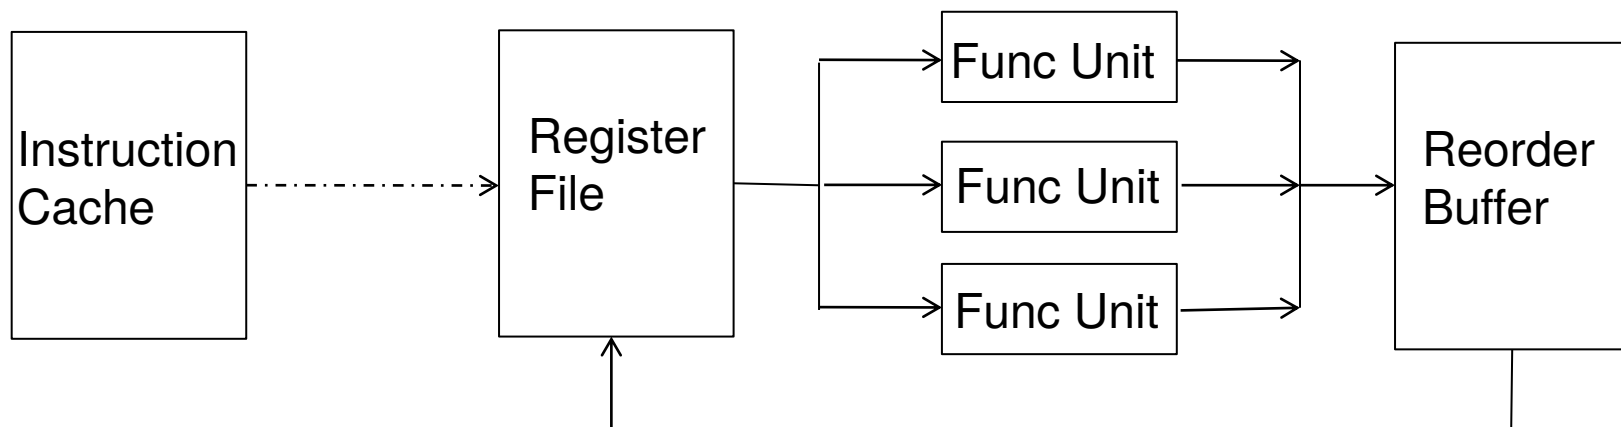 Instruction
Cache
Register
File
Func Unit
Func Unit
Func Unit
Reorder
Buffer